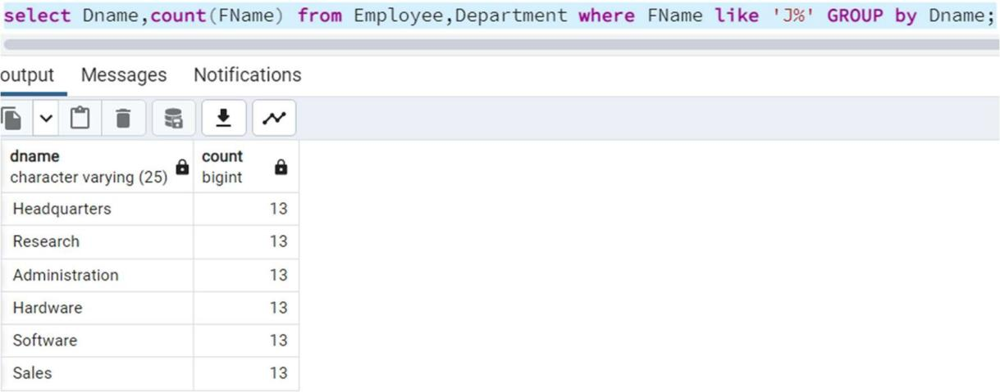 select Dname,count(FName) from Employee,Department where FName like 'J%' GROUP by Dname;
output Messages Notifications
dname count
character varying (25) bigint
Headquarters 13
Research 13
Administration 13
Hardware 13
Software 13
Sales 13